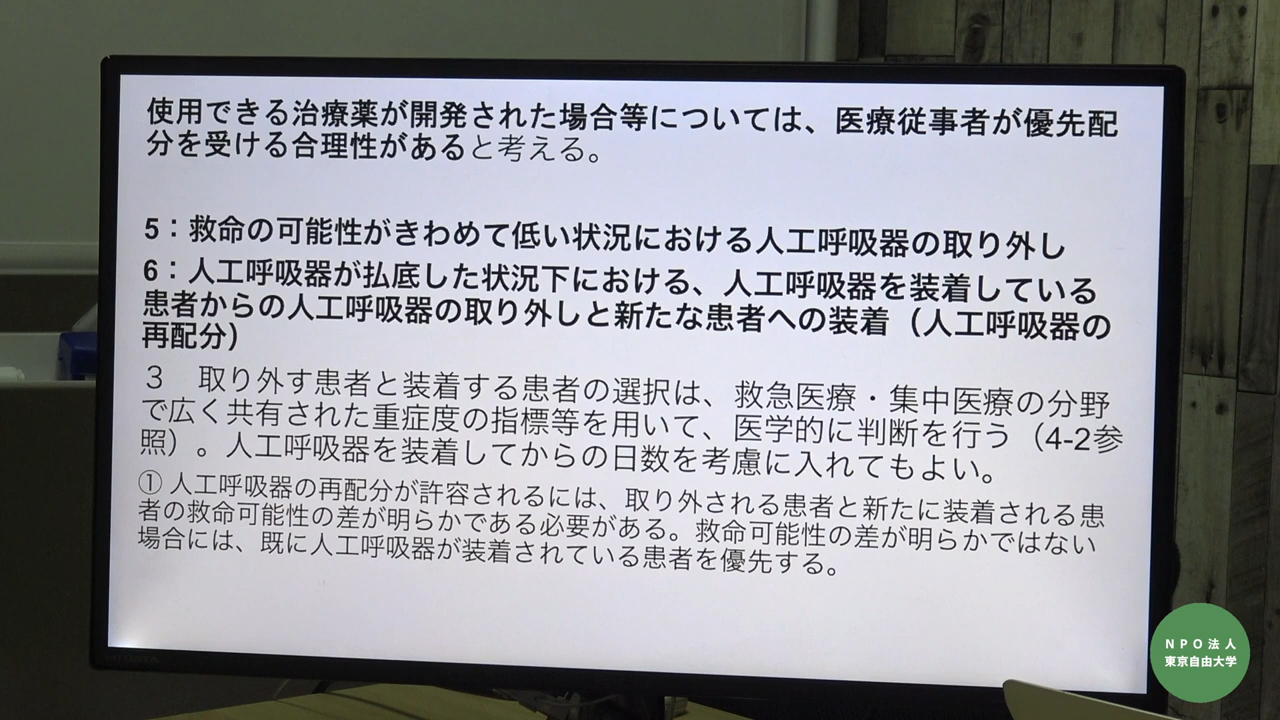 使用できる治療薬が開発された場合等については、医療従事者が優先配
分を受ける合理性があると考える。
5：救命の可能性がきわめて低い状況における人工呼吸器の取り外し
6：人工呼吸器が払底した状況下における、人工呼吸器を装着している
患者からの人工呼吸器の取り外しと新たな患者への装着（人工呼吸器の
再配分）
３　取り外す患者と装着する患者の選択は、救急医療・集中医療の分野
で広く共有された重症度の指標等を用いて、医学的に判断を行う（4-2参
照）。人工呼吸器を装着してからの日数を考慮に入れてもよい。
① 人工呼吸器の再配分が許容されるには、取り外される患者と新たに装着される患
者の救命可能性の差が明らかである必要がある。救命可能性の差が明らかではない
場合には、既に人工呼吸器が装着されている患者を優先する。
NPO法人
東京自由大学